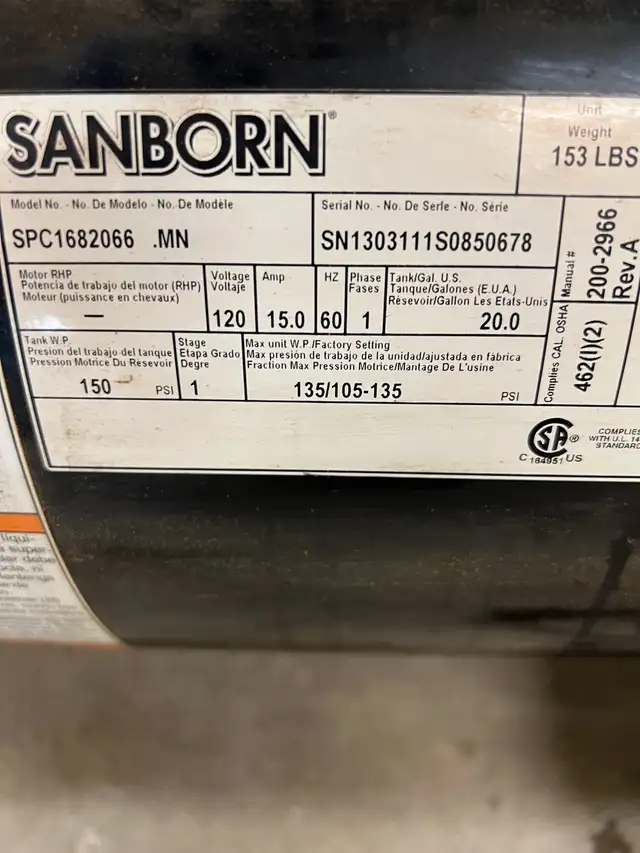 SANBORN®
Unit
Weight
153 LBS
Model No. - No. De Modelo - No. De Modèle
SPC1682066 .MN
Serial No. - No. De Serie - No. Série
SN1303111S0850678
Manual #
200-2966
Rev.A
Motor RHP
Potencia de trabajo del motor (RHP)
Moteur (puissance en chevaux)
—
Voltage
Voltaje
120
Amp
15.0
HZ
60
Phase
Fases
1
Tank/Gal. U.S.
Tanque/Galones (E.U.A.)
Résevoir/Gallon Les Etats-Unis
20.0
Tank W.P.
Presion del trabajo del tanque
Pression Motrice Du Resevoir
150 PSI
Stage
Etapa Grado
Degre
1
Max unit W.P./Factory Setting
Max presión de trabajo de la unidad/ajustada en fábrica
Fraction Max Pression Motrice/Mantage De L'usine
135/105-135 PSI
Complies CAL. OSHA
462(l)(2)
SA®
C 184951 US
COMPLIES
WITH U.L. 14
STANDARD